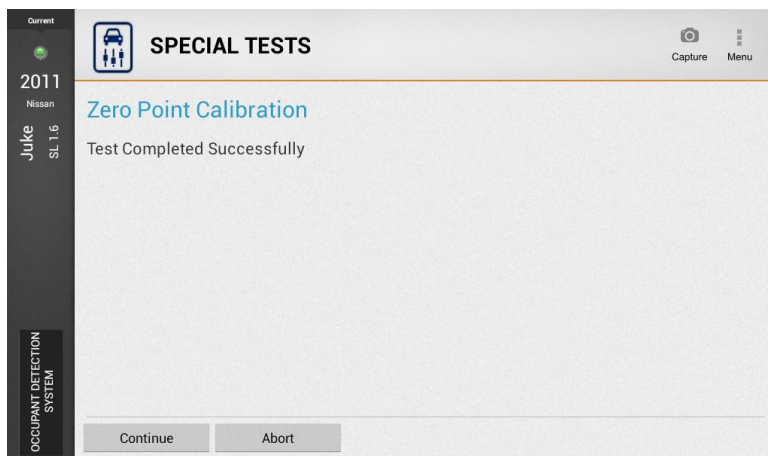 Current
2011
Nissan
Juke
SL 1.6
OCCUPANT DETECTION
SYSTEM
SPECIAL TESTS
Capture
Menu
Zero Point Calibration
Test Completed Successfully
Continue
Abort